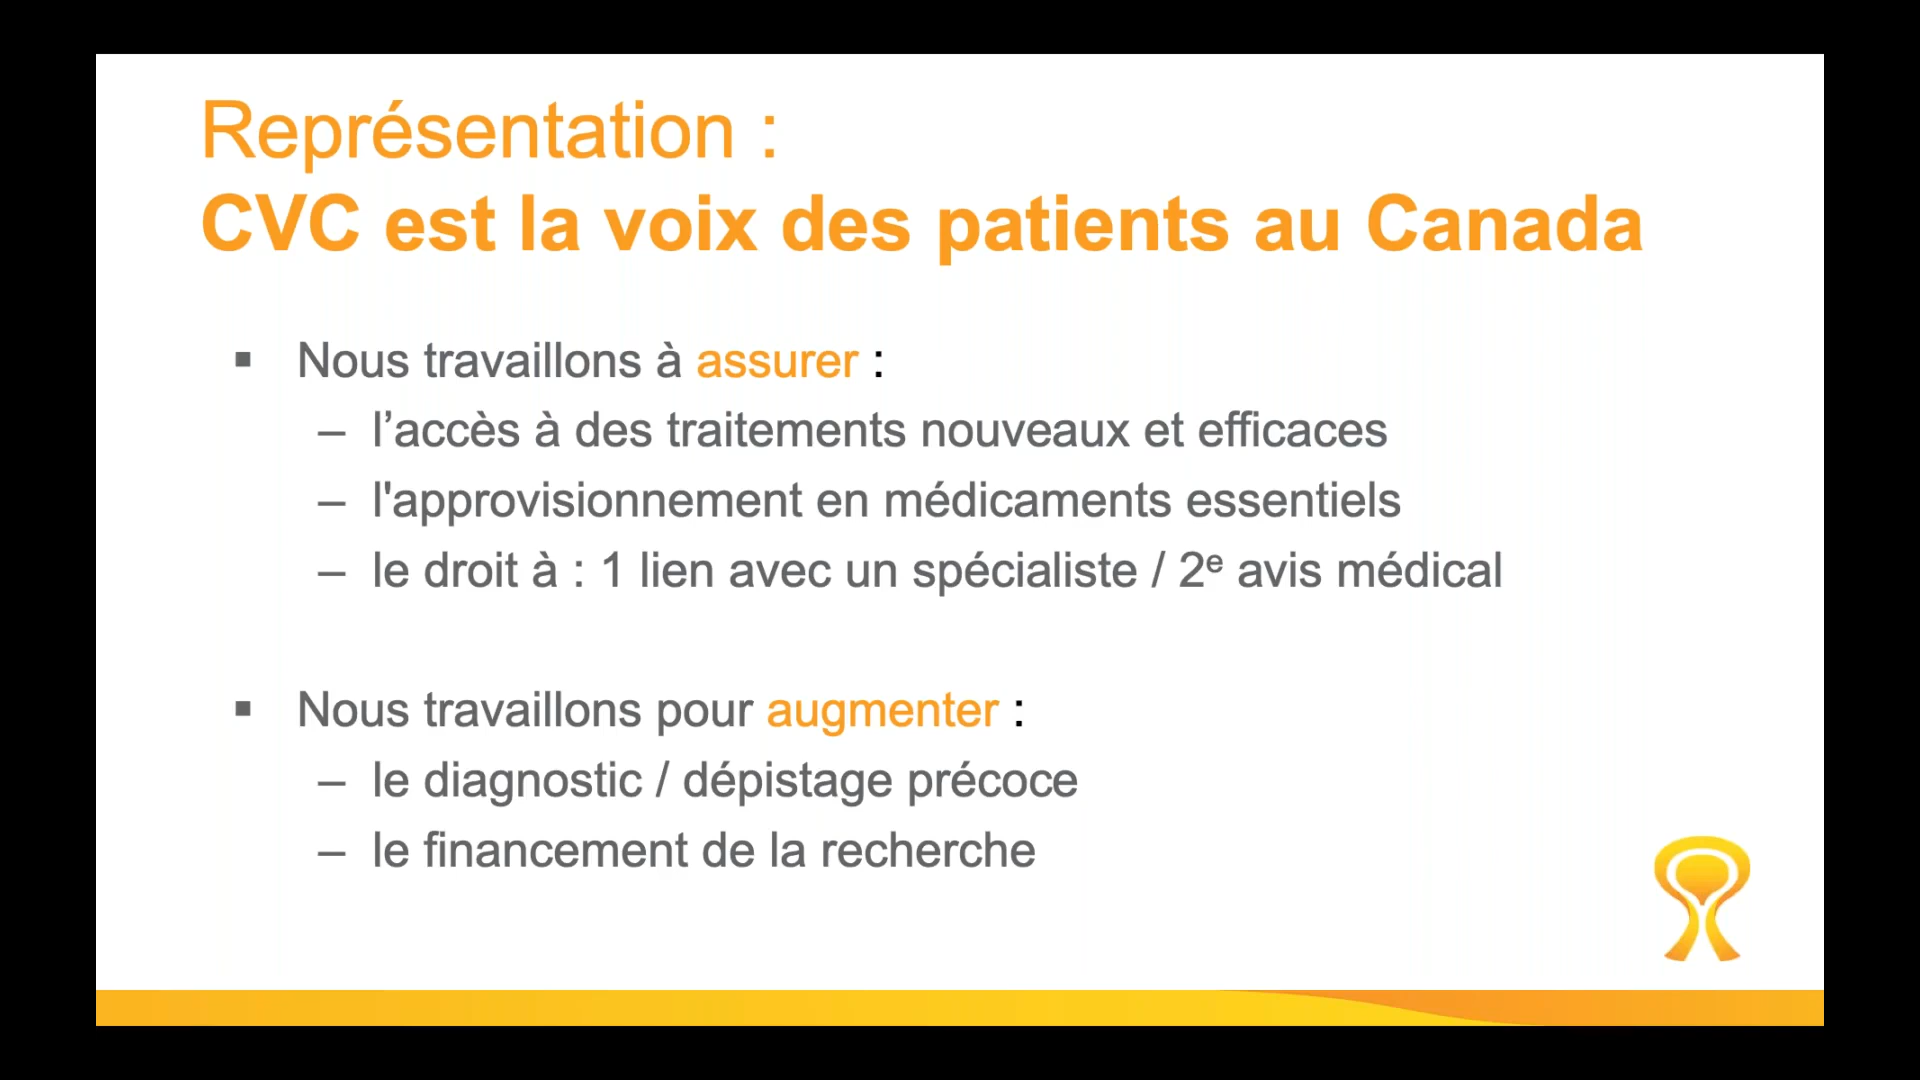 Représentation :
CVC est la voix des patients au Canada
▪ Nous travaillons à assurer :
– l’accès à des traitements nouveaux et efficaces
– l'approvisionnement en médicaments essentiels
– le droit à : 1 lien avec un spécialiste / 2ᵉ avis médical
▪ Nous travaillons pour augmenter :
– le diagnostic / dépistage précoce
– le financement de la recherche